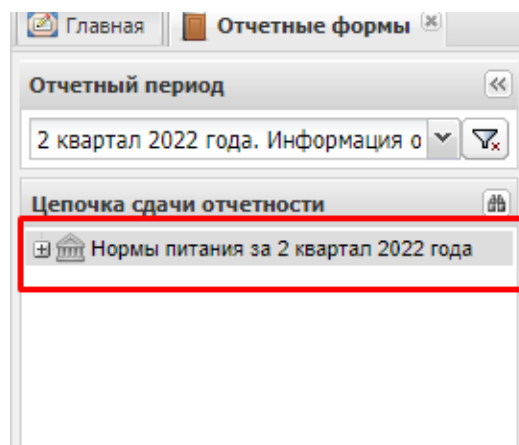 Главная Отчетные формы
Отчетный период
2 квартал 2022 года. Информация о
Цепочка сдачи отчетности
Нормы питания за 2 квартал 2022 года